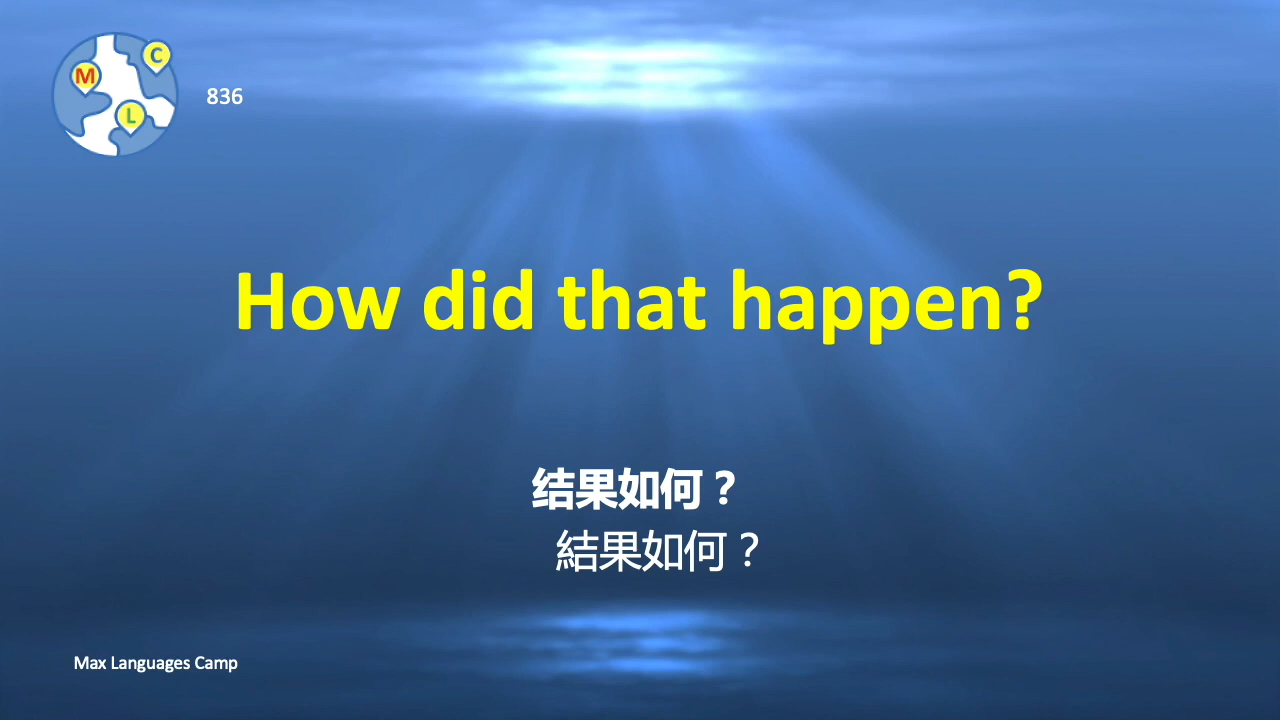 C
M
L
836
How did that happen?
结果如何？
結果如何？
Max Languages Camp